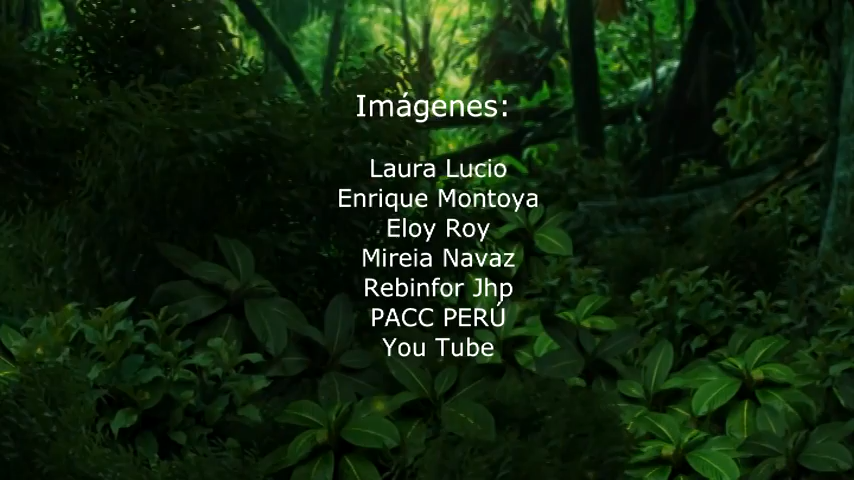 Imágenes:
Laura Lucio
Enrique Montoya
Eloy Roy
Mireia Navaz
Rebinfor Jhp
PACC PERÚ
You Tube